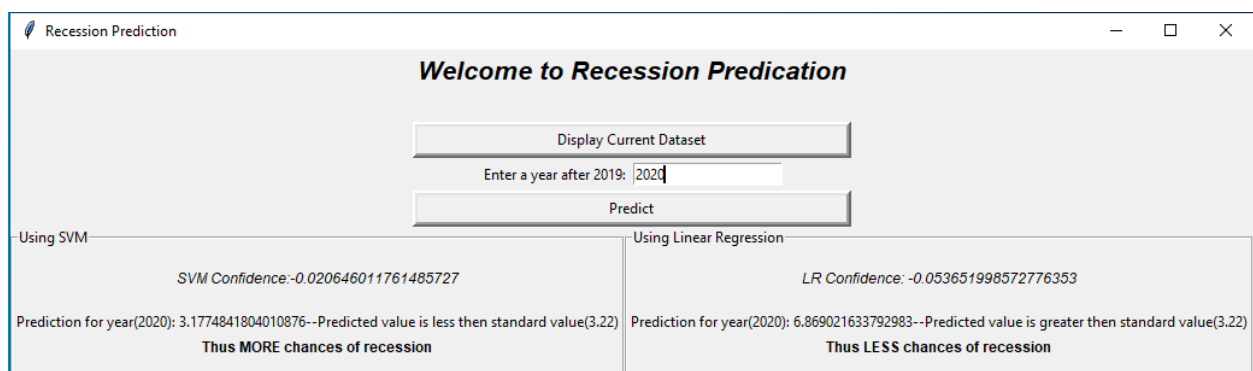 Recession Prediction
Welcome to Recession Predication
Display Current Dataset
Enter a year after 2019: 2020
Predict
Using SVM
SVM Confidence:-0.020646011761485727
Prediction for year(2020): 3.1774841804010876--Predicted value is less then standard value(3.22)
Thus MORE chances of recession
Using Linear Regression
LR Confidence: -0.053651998572776353
Prediction for year(2020): 6.869021633792983--Predicted value is greater then standard value(3.22)
Thus LESS chances of recession